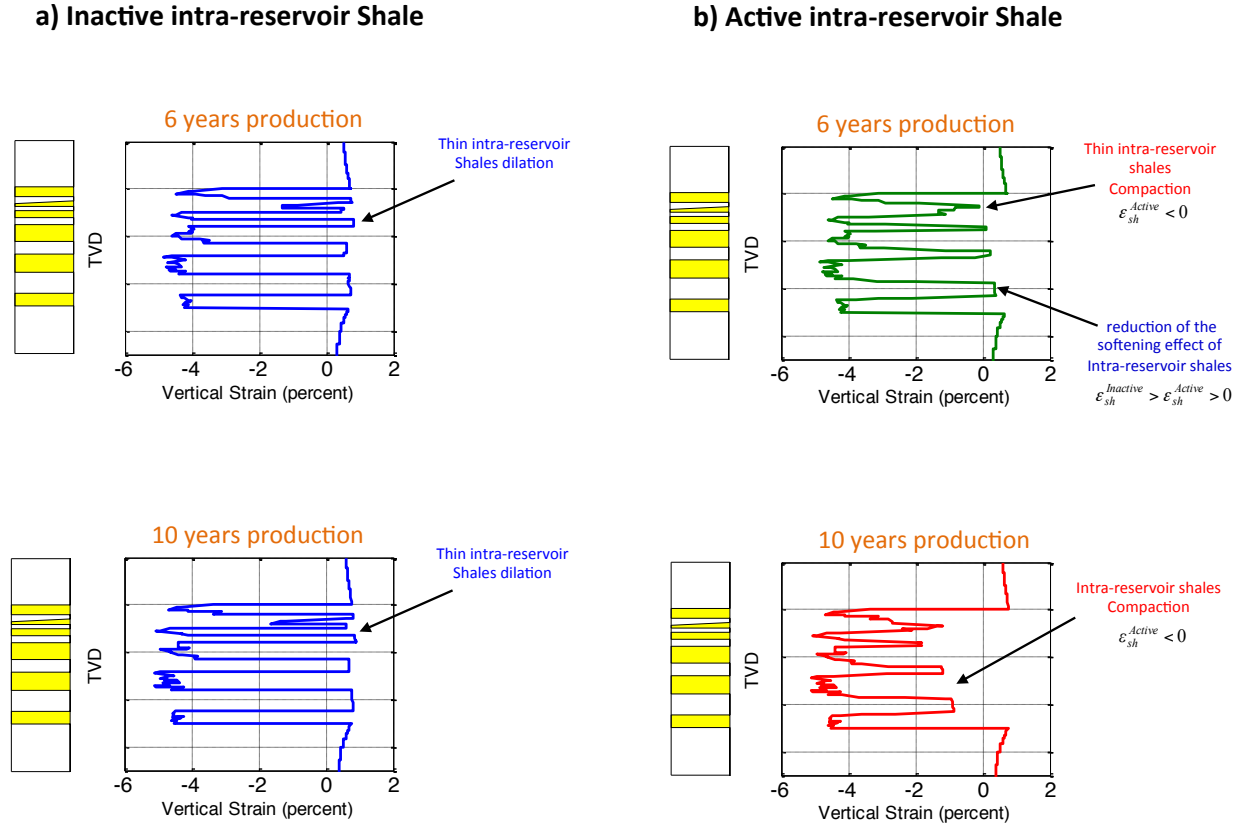 a) Inactive intra-reservoir Shale
b) Active intra-reservoir Shale
6 years production
Thin intra-reservoir
Shales dilation
TVD
-6 -4 -2 0 2
Vertical Strain (percent)
6 years production
Thin intra-reservoir
shales
Compaction
ε_sh^Active < 0
TVD
reduction of the
softening effect of
Intra-reservoir shales
ε_sh^Inactive > ε_sh^Active > 0
-6 -4 -2 0 2
Vertical Strain (percent)
10 years production
Thin intra-reservoir
Shales dilation
TVD
-6 -4 -2 0 2
Vertical Strain (percent)
10 years production
Intra-reservoir shales
Compaction
ε_sh^Active < 0
TVD
-6 -4 -2 0 2
Vertical Strain (percent)